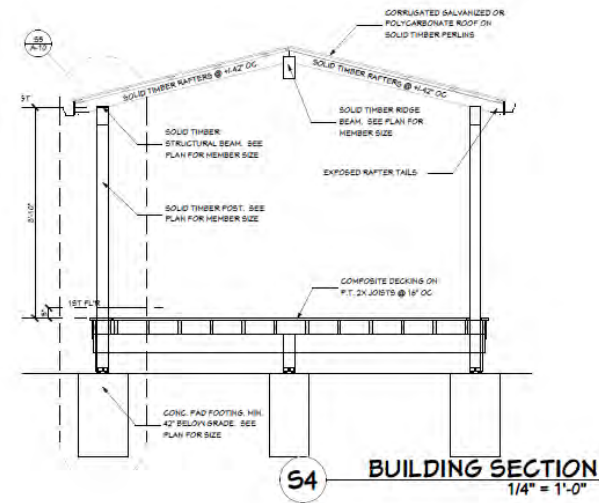 CORRUGATED GALVANIZED OR
POLYCARBONATE ROOF ON
SOLID TIMBER PERLINS
S5
A-10
SOLID TIMBER RAFTERS @ +/-42" OC
SOLID TIMBER RAFTERS @ +/-42" OC
SOLID TIMBER
STRUCTURAL BEAM. SEE
PLAN FOR MEMBER SIZE
SOLID TIMBER RIDGE
BEAM. SEE PLAN FOR
MEMBER SIZE
EXPOSED RAFTER TAILS
SOLID TIMBER POST. SEE
PLAN FOR MEMBER SIZE
COMPOSITE DECKING ON
P.T. 2X JOISTS @ 16" OC
1ST FL'R
CONC. PAD FOOTING. MIN.
42" BELOW GRADE. SEE
PLAN FOR SIZE
S4
BUILDING SECTION
1/4" = 1'-0"